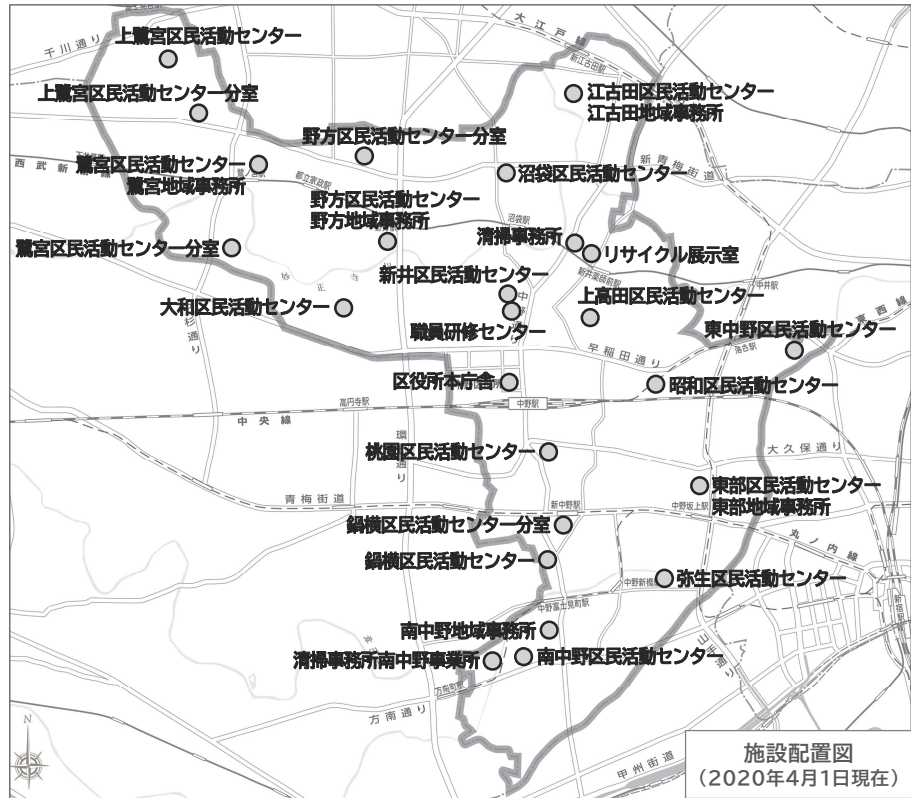 千川通り
上鷺宮区民活動センター
大江戸線
新江古田駅
上鷺宮区民活動センター分室
江古田区民活動センター
江古田地域事務所
野方区民活動センター分室
西武新宿線
鷺宮区民活動センター
鷺宮地域事務所
都立家政駅
沼袋区民活動センター
新青梅街道
野方区民活動センター
野方地域事務所
沼袋駅
清掃事務所
リサイクル展示室
鷺宮区民活動センター分室
新井薬師前駅
中井駅
新井区民活動センター
上高田区民活動センター
大和区民活動センター
職員研修センター
東西線
東中野区民活動センター
早稲田通り
落合駅
区役所本庁舎
昭和区民活動センター
高円寺駅
中野駅
中央線
桃園区民活動センター
大久保通り
青梅街道
東部区民活動センター
東部地域事務所
新中野駅
中野坂上駅
鍋横区民活動センター分室
丸ノ内線
鍋横区民活動センター
中野新橋
弥生区民活動センター
新宿駅
中野富士見町駅
南中野地域事務所
山手通り
清掃事務所南中野事業所
南中野区民活動センター
方南町駅
方南通り
甲州街道
N
施設配置図
(2020年4月1日現在)